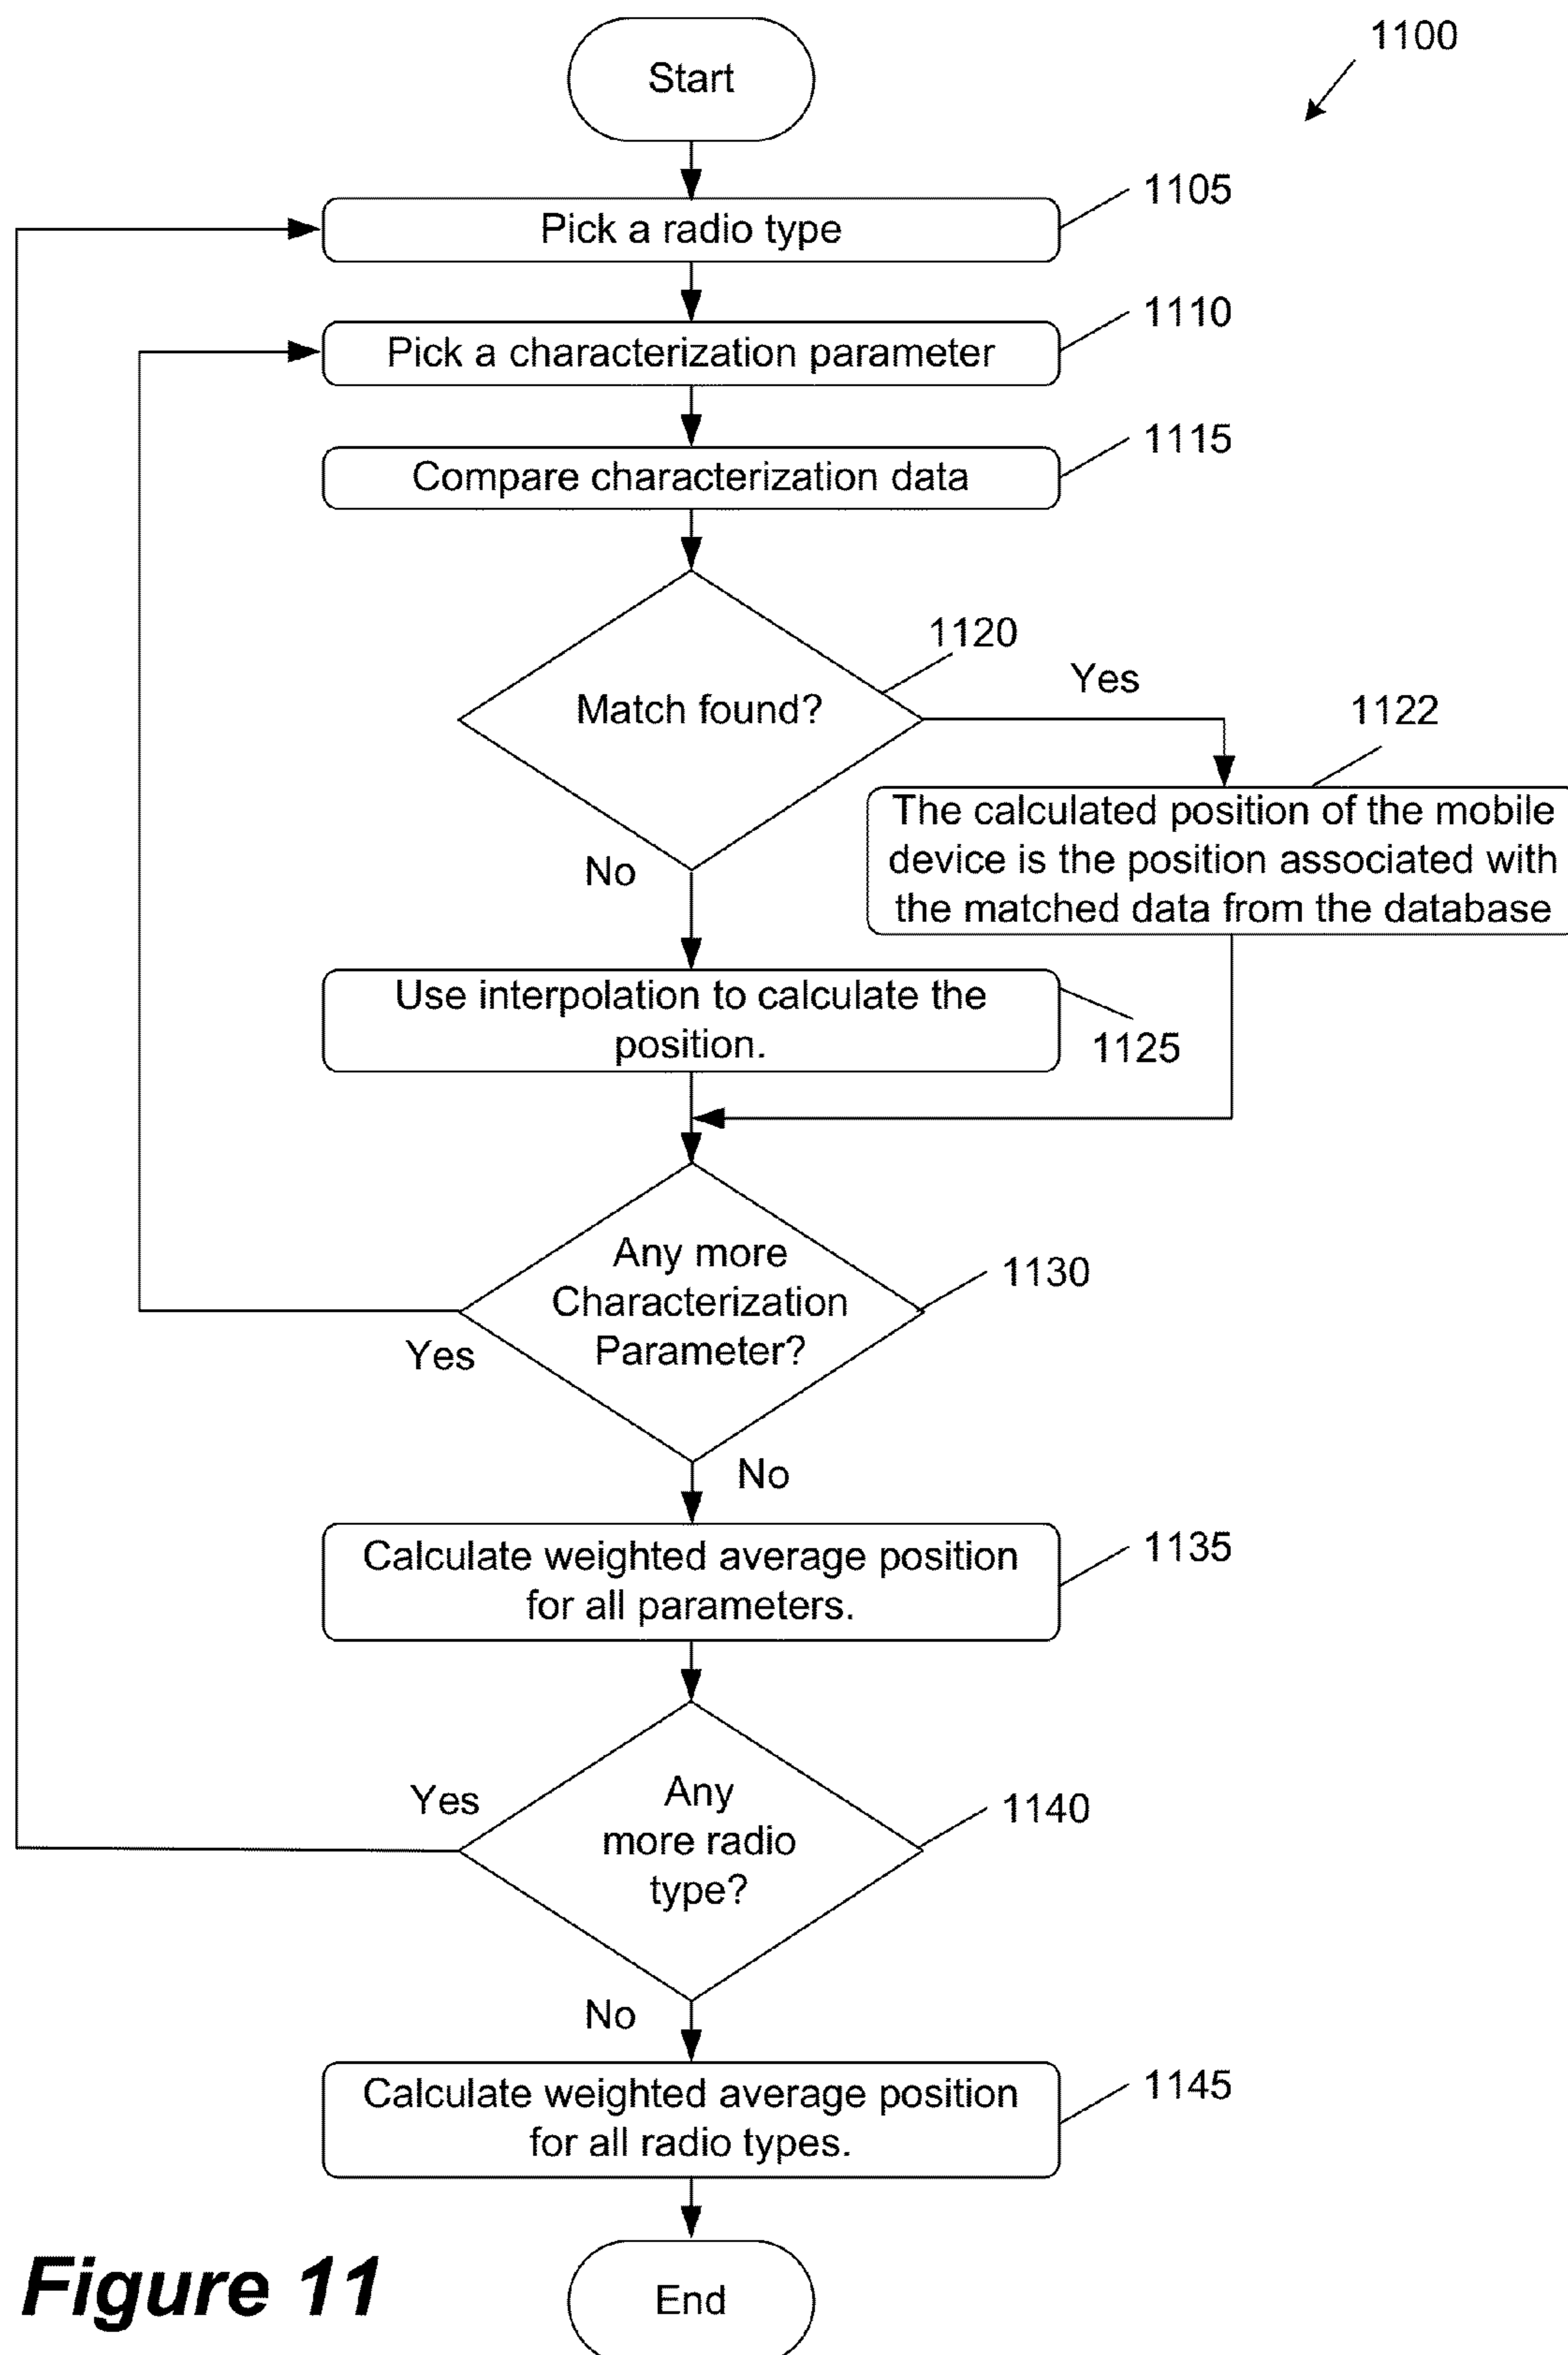 1100
Start
1105
Pick a radio type
1110
Pick a characterization parameter
1115
Compare characterization data
1120
Match found?
Yes
1122
The calculated position of the mobile
device is the position associated with
the matched data from the database
No
Use interpolation to calculate the
position.
1125
Any more
Characterization
Parameter?
1130
Yes
No
Calculate weighted average position
for all parameters.
1135
Yes
Any
more radio
type?
1140
No
Calculate weighted average position
for all radio types.
1145
Figure 11
End